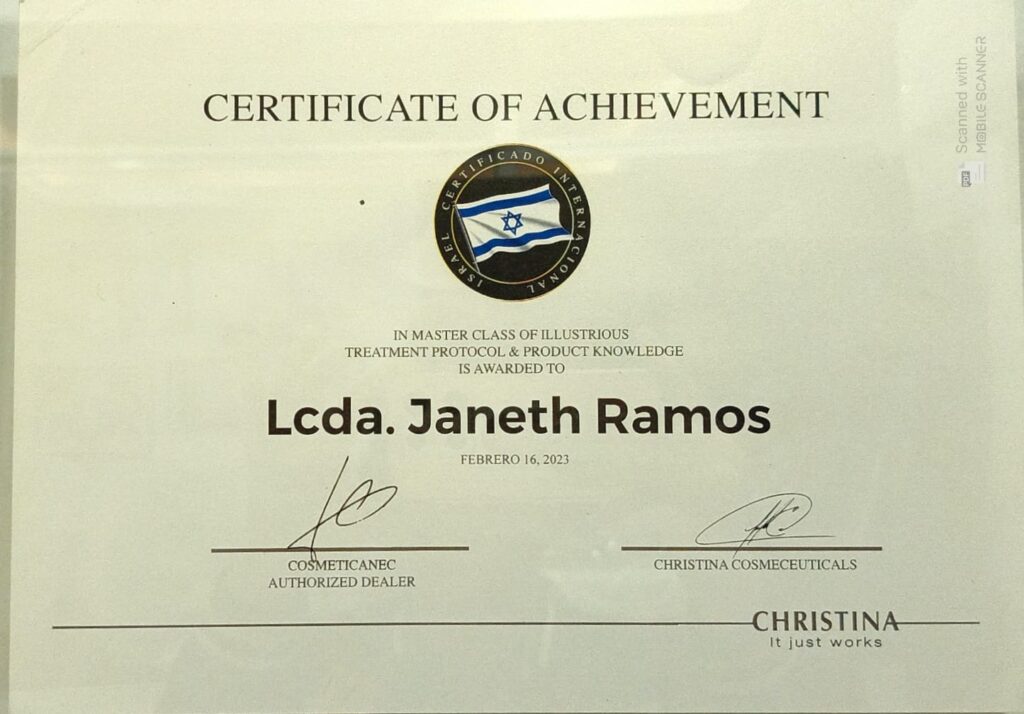 CERTIFICATE OF ACHIEVEMENT
ISRAEL CERTIFICADO INTERNACIONAL
IN MASTER CLASS OF ILLUSTRIOUS
TREATMENT PROTOCOL & PRODUCT KNOWLEDGE
IS AWARDED TO
Lcda. Janeth Ramos
FEBRERO 16, 2023
COSMETICANEC
AUTHORIZED DEALER
CHRISTINA COSMECEUTICALS
CHRISTINA
It just works
PDF
Scanned with
MOBILE SCANNER